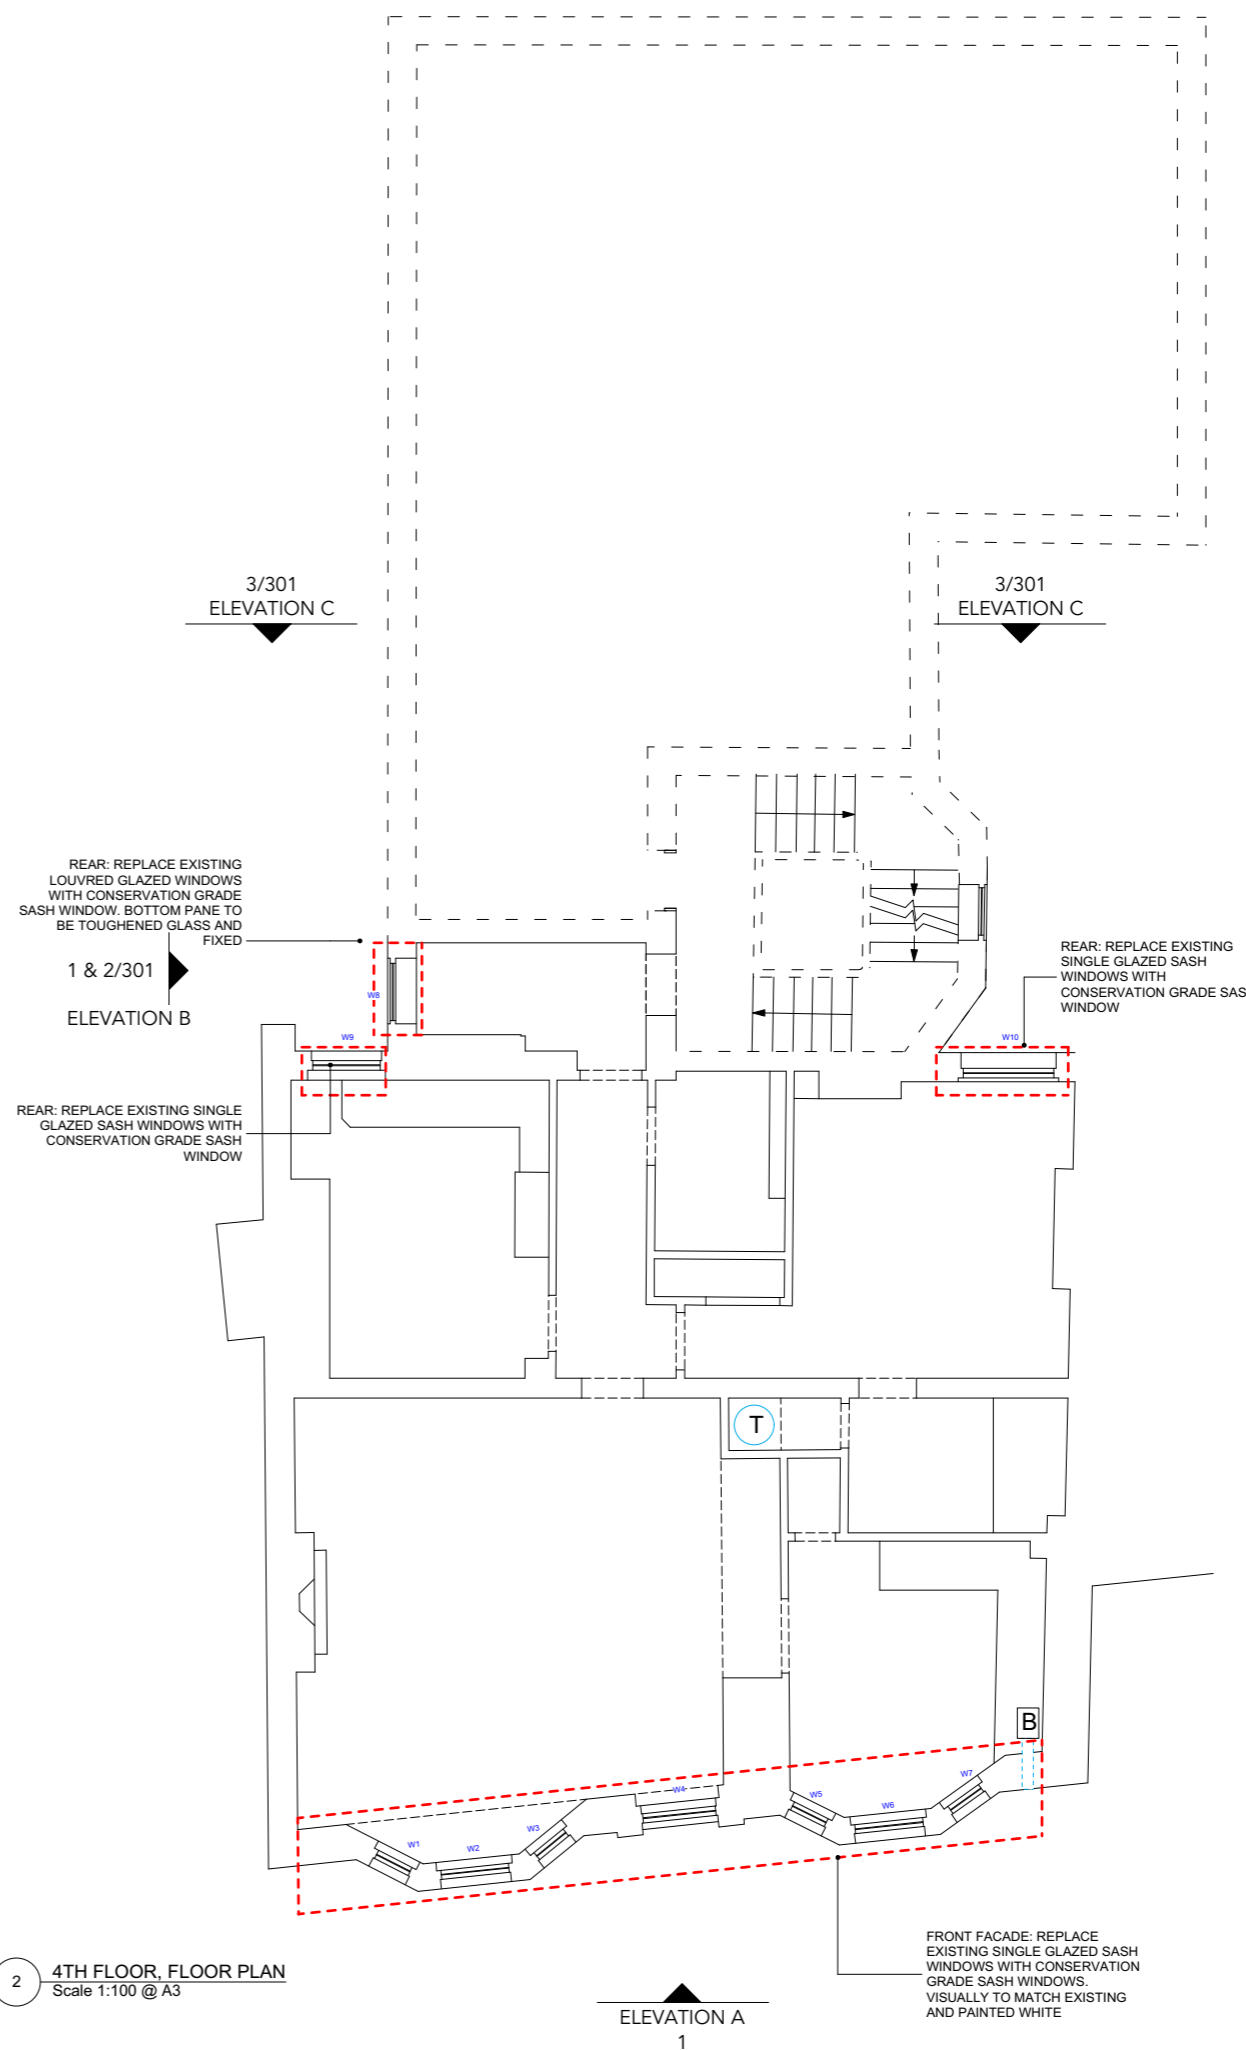 3/301
ELEVATION C
3/301
ELEVATION C
REAR: REPLACE EXISTING
LOUVRED GLAZED WINDOWS
WITH CONSERVATION GRADE
SASH WINDOW. BOTTOM PANE TO
BE TOUGHENED GLASS AND
FIXED
1 & 2/301
ELEVATION B
W8
W9
REAR: REPLACE EXISTING
SINGLE GLAZED SASH
WINDOWS WITH
CONSERVATION GRADE SAS
WINDOW
W10
REAR: REPLACE EXISTING SINGLE
GLAZED SASH WINDOWS WITH
CONSERVATION GRADE SASH
WINDOW
T
B
W1
W2
W3
W4
W5
W6
W7
FRONT FACADE: REPLACE
EXISTING SINGLE GLAZED SASH
WINDOWS WITH CONSERVATION
GRADE SASH WINDOWS.
VISUALLY TO MATCH EXISTING
AND PAINTED WHITE
2
4TH FLOOR, FLOOR PLAN
Scale 1:100 @ A3
ELEVATION A
1